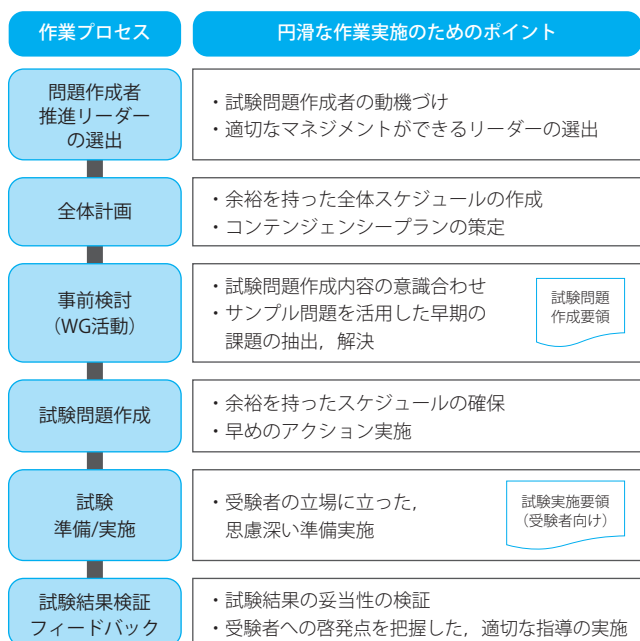 作業プロセス
円滑な作業実施のためのポイント
問題作成者
推進リーダー
の選出
・試験問題作成者の動機づけ
・適切なマネジメントができるリーダーの選出
全体計画
・余裕を持った全体スケジュールの作成
・コンテンジェンシープランの策定
事前検討
（WG活動）
・試験問題作成内容の意識合わせ
・サンプル問題を活用した早期の
課題の抽出，解決
試験問題
作成要領
試験問題作成
・余裕を持ったスケジュールの確保
・早めのアクション実施
試験
準備/実施
・受験者の立場に立った，
思慮深い準備実施
試験実施要領
（受験者向け）
試験結果検証
フィードバック
・試験結果の妥当性の検証
・受験者への啓発点を把握した，適切な指導の実施